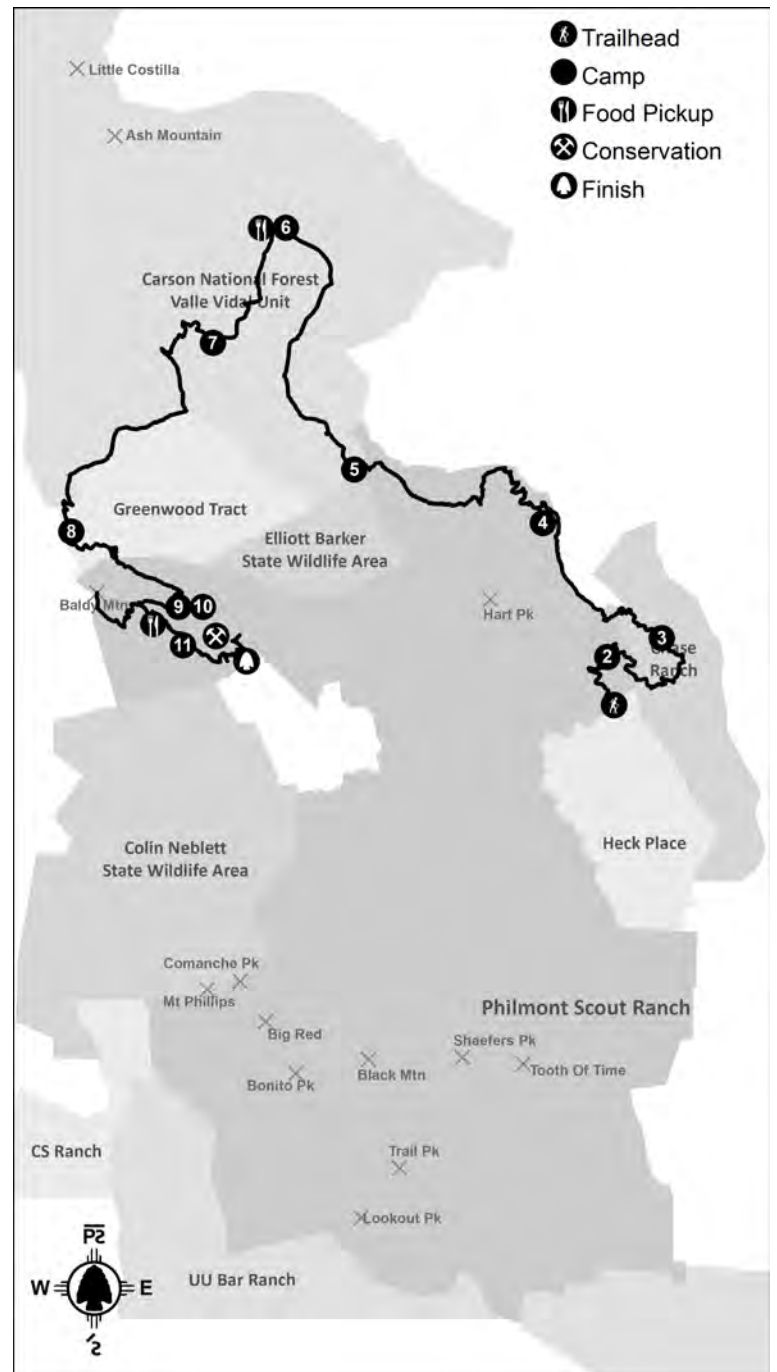 Trailhead
Camp
Food Pickup
Conservation
Finish
Little Costilla
Ash Mountain
6
Carson National Forest
Valle Vidal Unit
7
5
Greenwood Tract
4
8
Elliott Barker
State Wildlife Area
Baldy Mtn
9 10
Hart Pk
11
3
2
Chase
Ranch
Heck Place
Colin Neblett
State Wildlife Area
Comanche Pk
Mt Phillips
Philmont Scout Ranch
Big Red
Shaefers Pk
Bonito Pk
Black Mtn
Tooth Of Time
CS Ranch
Trail Pk
Lookout Pk
W E
UU Bar Ranch